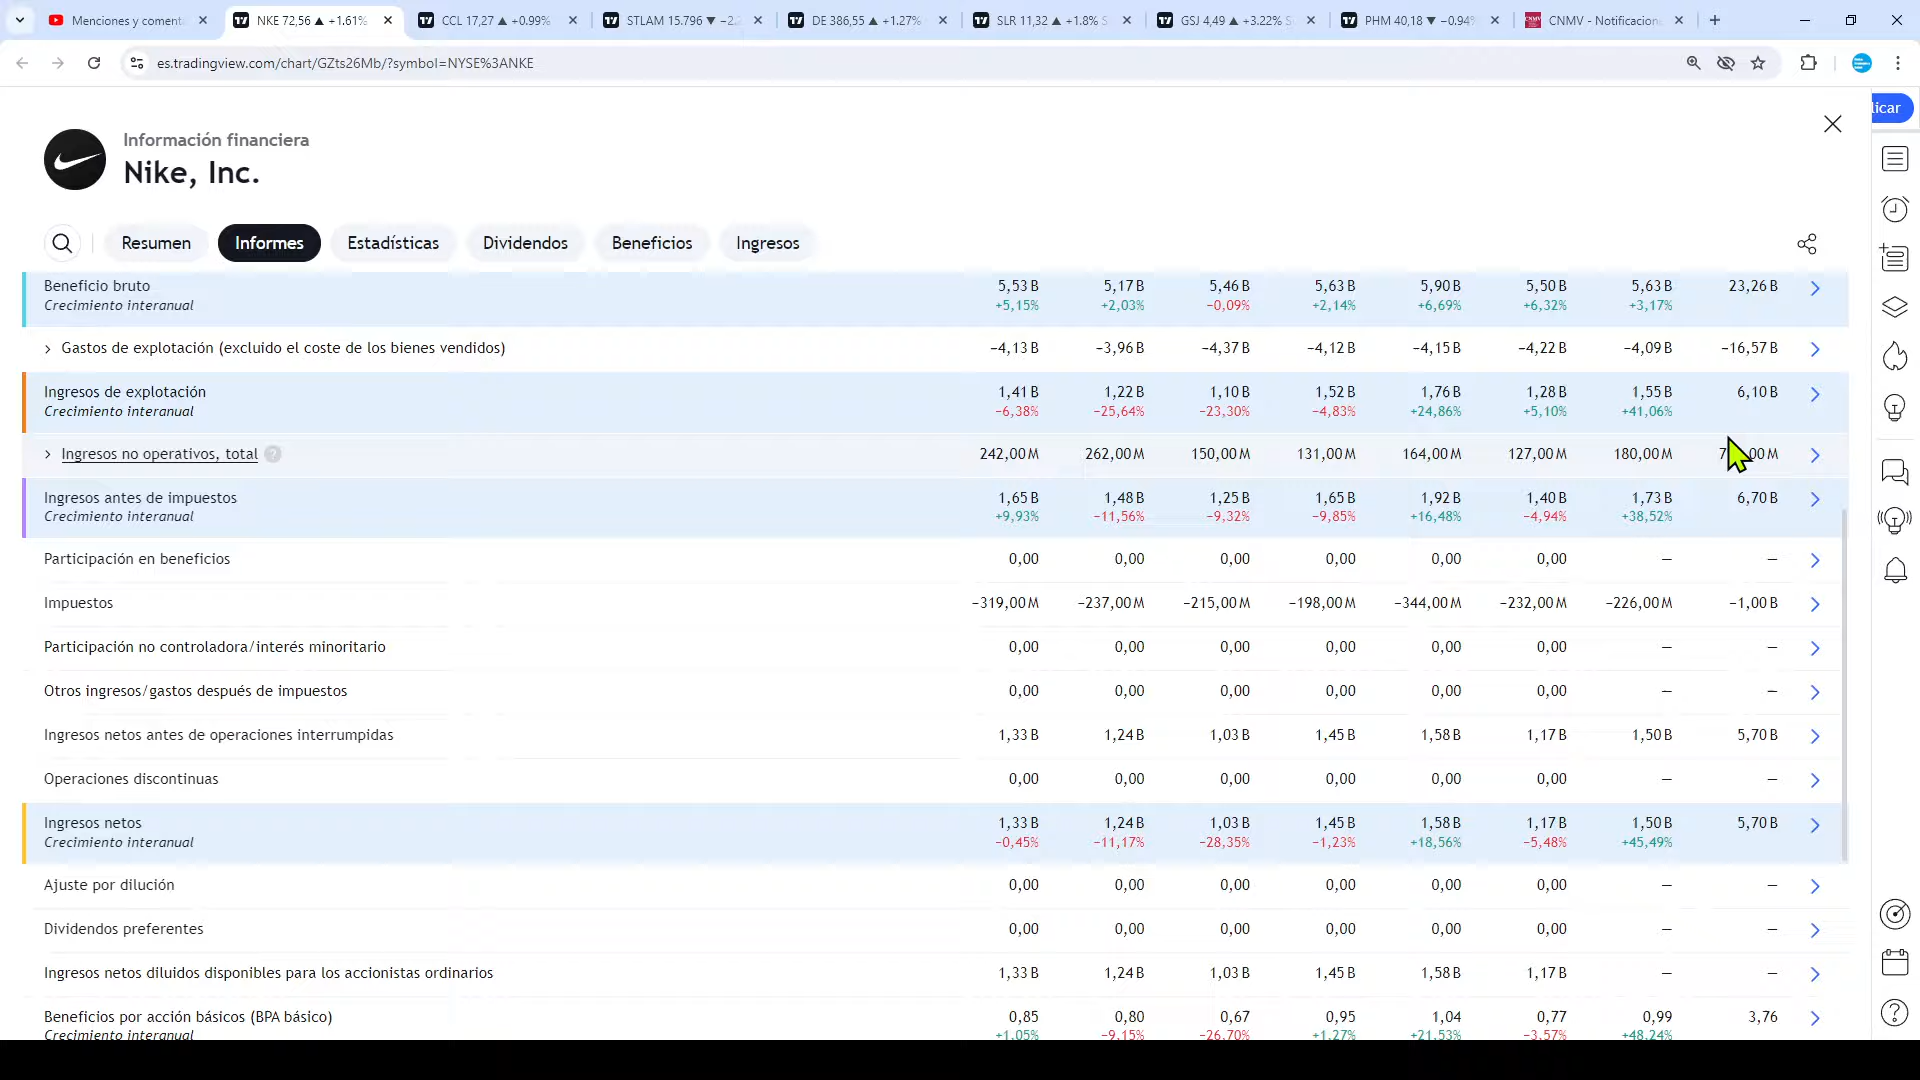 Menciones y coment
NKE 72,56 ▲ +1.61%
CCL 17,27 ▲ +0.99%
STLAM 15.796 ▼ −2.
DE 386,55 ▲ +1.27%
SLR 11,32 ▲ +1.8% S
GSJ 4,49 ▲ +3.22% S
PHM 40,18 ▼ −0.94%
CNMV - Notificacion
es.tradingview.com/chart/GZts26Mb/?symbol=NYSE%3ANKE
licar
Información financiera
Nike, Inc.
Resumen Informes Estadísticas Dividendos Beneficios Ingresos
Beneficio bruto 5,53 B 5,17 B 5,46 B 5,63 B 5,90 B 5,50 B 5,63 B 23,26 B
Crecimiento interanual +5,15% +2,03% −0,09% +2,14% +6,69% +6,32% +3,17%
Gastos de explotación (excluido el coste de los bienes vendidos) −4,13 B −3,96 B −4,37 B −4,12 B −4,15 B −4,22 B −4,09 B −16,57 B
Ingresos de explotación 1,41 B 1,22 B 1,10 B 1,52 B 1,76 B 1,28 B 1,55 B 6,10 B
Crecimiento interanual −6,38% −25,64% −23,30% −4,83% +24,86% +5,10% +41,06%
Ingresos no operativos, total ? 242,00 M 262,00 M 150,00 M 131,00 M 164,00 M 127,00 M 180,00 M
Ingresos antes de impuestos 1,65 B 1,48 B 1,25 B 1,65 B 1,92 B 1,40 B 1,73 B 6,70 B
Crecimiento interanual +9,93% −11,56% −9,32% −9,85% +16,48% −4,94% +38,52%
Participación en beneficios 0,00 0,00 0,00 0,00 0,00 0,00 — —
Impuestos −319,00 M −237,00 M −215,00 M −198,00 M −344,00 M −232,00 M −226,00 M −1,00 B
Participación no controladora/interés minoritario 0,00 0,00 0,00 0,00 0,00 0,00 — —
Otros ingresos/gastos después de impuestos 0,00 0,00 0,00 0,00 0,00 0,00 — —
Ingresos netos antes de operaciones interrumpidas 1,33 B 1,24 B 1,03 B 1,45 B 1,58 B 1,17 B 1,50 B 5,70 B
Operaciones discontinuas 0,00 0,00 0,00 0,00 0,00 0,00 — —
Ingresos netos 1,33 B 1,24 B 1,03 B 1,45 B 1,58 B 1,17 B 1,50 B 5,70 B
Crecimiento interanual −0,45% −11,17% −28,35% −1,23% +18,56% −5,48% +45,49%
Ajuste por dilución 0,00 0,00 0,00 0,00 0,00 0,00 — —
Dividendos preferentes 0,00 0,00 0,00 0,00 0,00 0,00 — —
Ingresos netos diluidos disponibles para los accionistas ordinarios 1,33 B 1,24 B 1,03 B 1,45 B 1,58 B 1,17 B — —
Beneficios por acción básicos (BPA básico) 0,85 0,80 0,67 0,95 1,04 0,77 0,99 3,76
Crecimiento interanual +1,05% −9,15% −26,70% +1,27% +21,53% −3,57% +48,24%